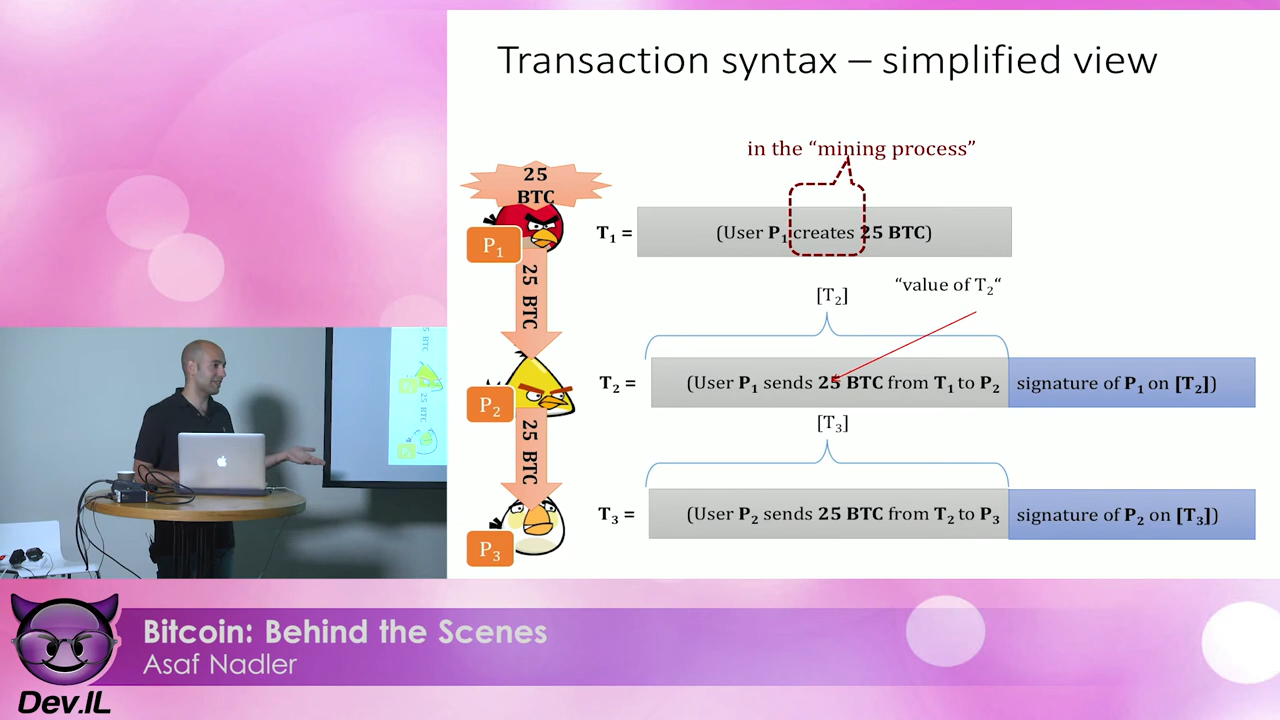 Transaction syntax – simplified view
in the “mining process”
25
BTC
P1
T1 =
(User P1 creates 25 BTC)
25 BTC
[T2]
“value of T2“
P2
T2 =
(User P1 sends 25 BTC from T1 to P2
signature of P1 on [T2])
25 BTC
[T3]
P3
T3 =
(User P2 sends 25 BTC from T2 to P3
signature of P2 on [T3])
Bitcoin: Behind the Scenes
Asaf Nadler
Dev.IL